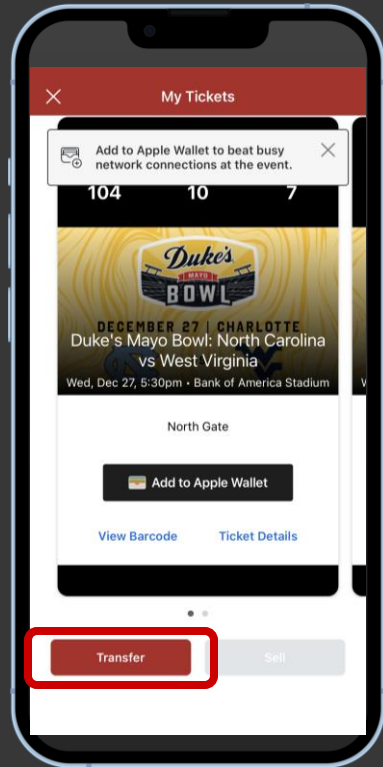 My Tickets
Add to Apple Wallet to beat busy
network connections at the event.
104 10 7
Duke's
MAYO
BOWL
DECEMBER 27 | CHARLOTTE
Duke's Mayo Bowl: North Carolina
vs West Virginia
Wed, Dec 27, 5:30pm • Bank of America Stadium
North Gate
Add to Apple Wallet
View Barcode Ticket Details
Transfer Sell